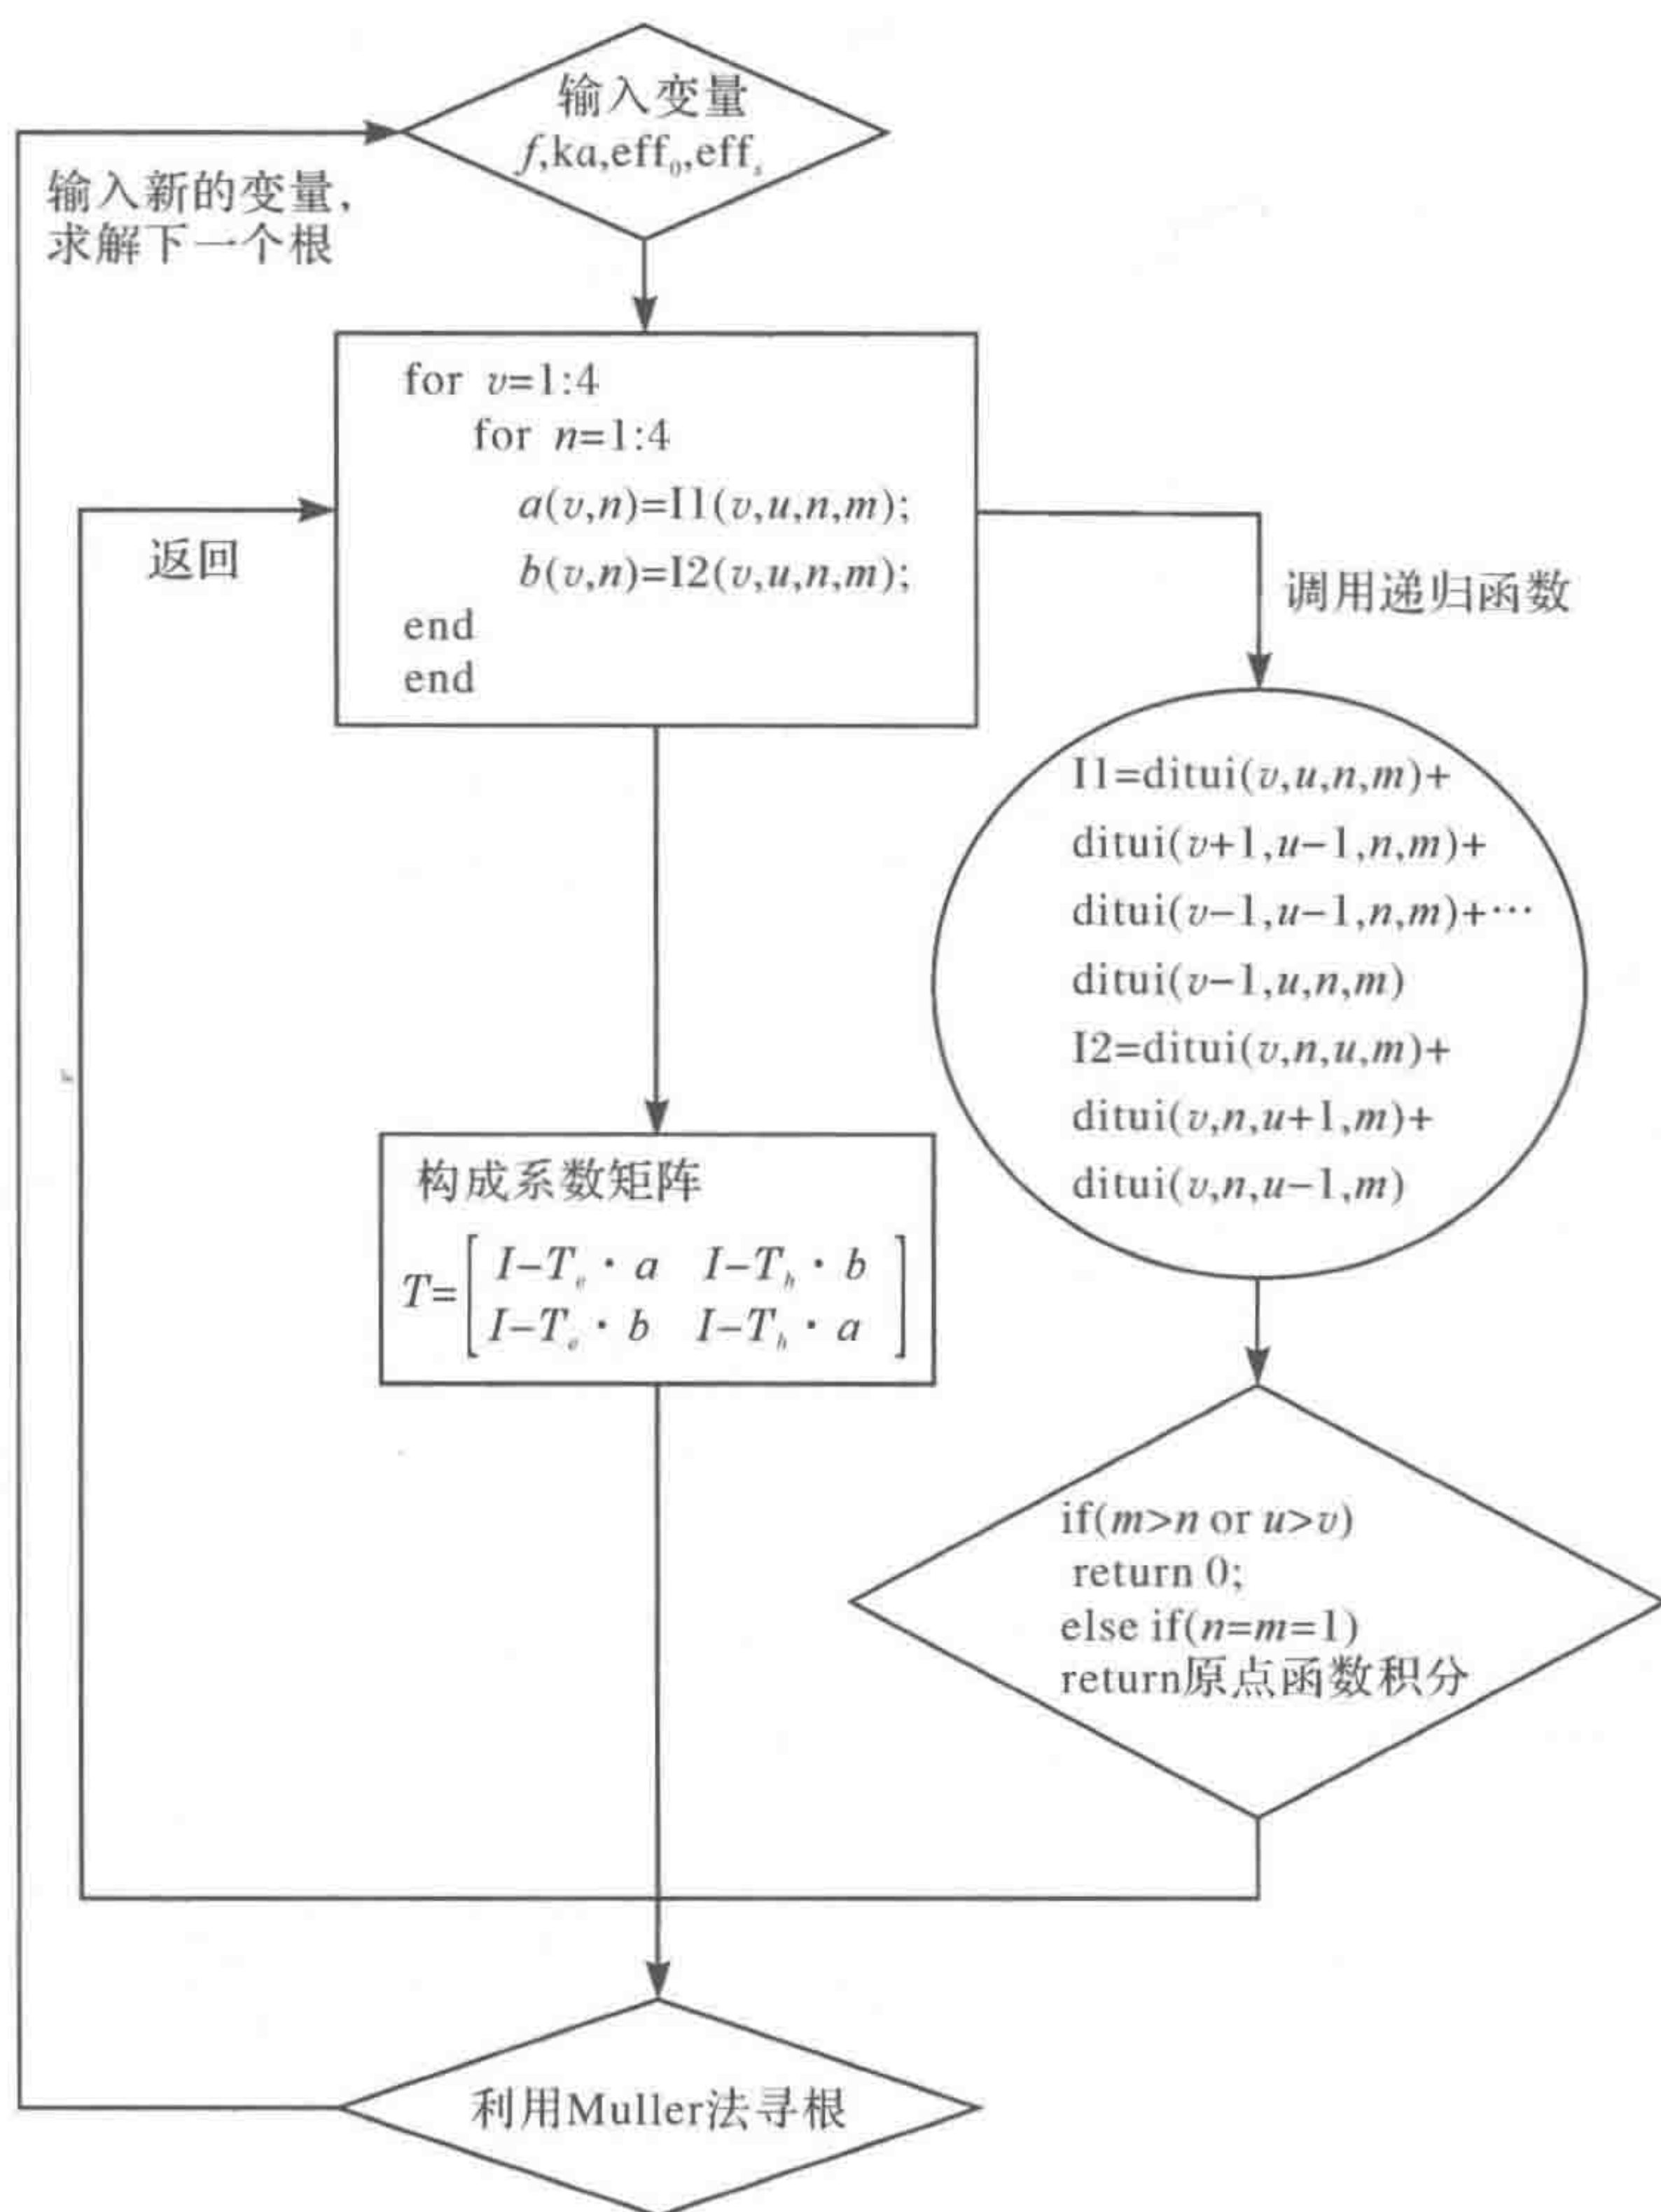 输入变量
f,ka,eff₀,effₛ
输入新的变量,
求解下一个根
for v=1:4
for n=1:4
a(v,n)=I1(v,u,n,m);
b(v,n)=I2(v,u,n,m);
end
end
返回
调用递归函数
I1=ditui(v,u,n,m)+
ditui(v+1,u-1,n,m)+
ditui(v-1,u-1,n,m)+⋯
ditui(v-1,u,n,m)
I2=ditui(v,n,u,m)+
ditui(v,n,u+1,m)+
ditui(v,n,u-1,m)
构成系数矩阵
T=[ I-Tₑ·a I-Tₕ·b
I-Tₑ·b I-Tₕ·a ]
if(m>n or u>v)
return 0;
else if(n=m=1)
return原点函数积分
利用Muller法寻根